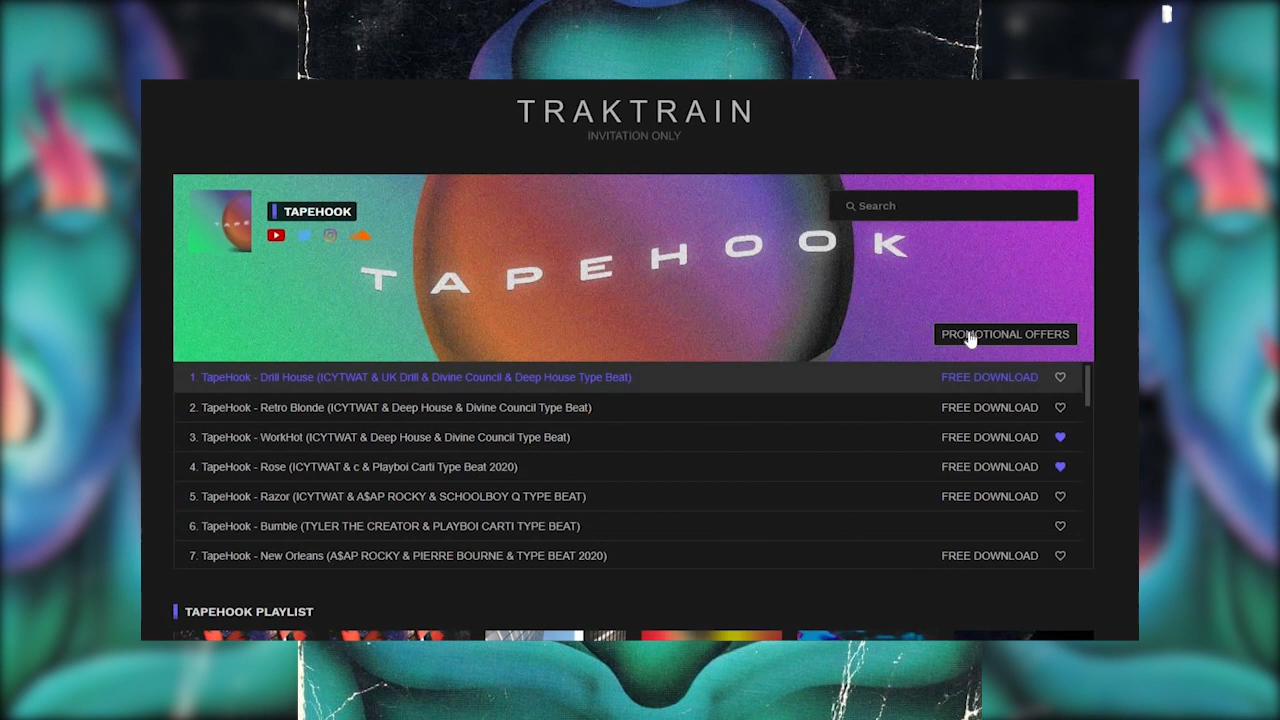 TRAKTRAIN
INVITATION ONLY
TAPEHOOK
Search
TAPEHOOK
PROMOTIONAL OFFERS
1. TapeHook - Drill House (ICYTWAT & UK Drill & Divine Council & Deep House Type Beat) FREE DOWNLOAD
2. TapeHook - Retro Blonde (ICYTWAT & Deep House & Divine Council Type Beat) FREE DOWNLOAD
3. TapeHook - WorkHot (ICYTWAT & Deep House & Divine Council Type Beat) FREE DOWNLOAD
4. TapeHook - Rose (ICYTWAT & c & Playboi Carti Type Beat 2020) FREE DOWNLOAD
5. TapeHook - Razor (ICYTWAT & A$AP ROCKY & SCHOOLBOY Q TYPE BEAT) FREE DOWNLOAD
6. TapeHook - Bumble (TYLER THE CREATOR & PLAYBOI CARTI TYPE BEAT)
7. TapeHook - New Orleans (A$AP ROCKY & PIERRE BOURNE & TYPE BEAT 2020) FREE DOWNLOAD
TAPEHOOK PLAYLIST